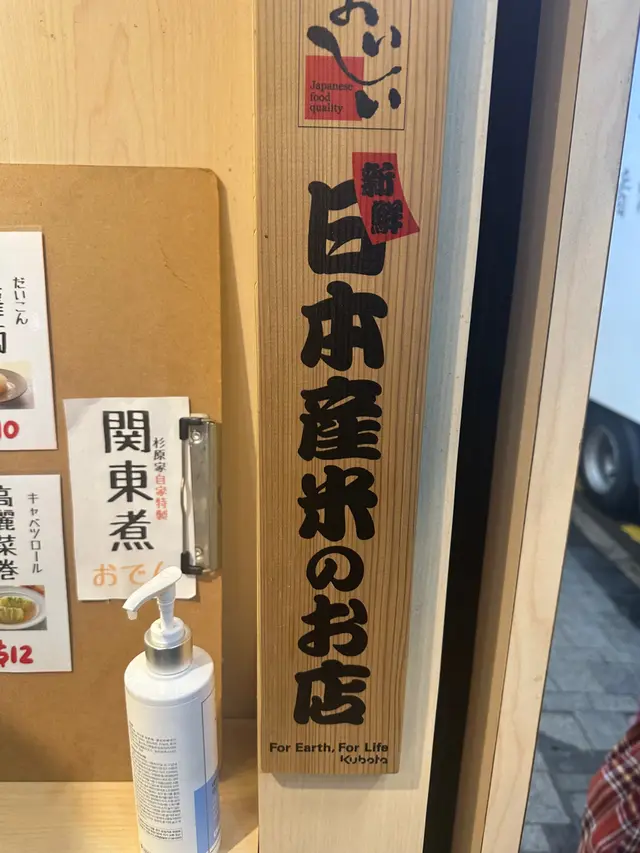 おいしい
Japanese
food
quality
新鮮
日本産米のお店
For Earth, For Life
Kubota
だいこん
10
キャベツロール
高麗菜巻
$12
関東煮
杉原家自家特製
おでん